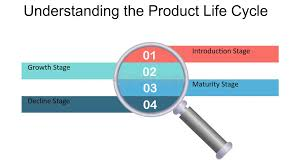 Understanding the Product Life Cycle
01 Introduction Stage
Growth Stage 02
03 Maturity Stage
Decline Stage 04